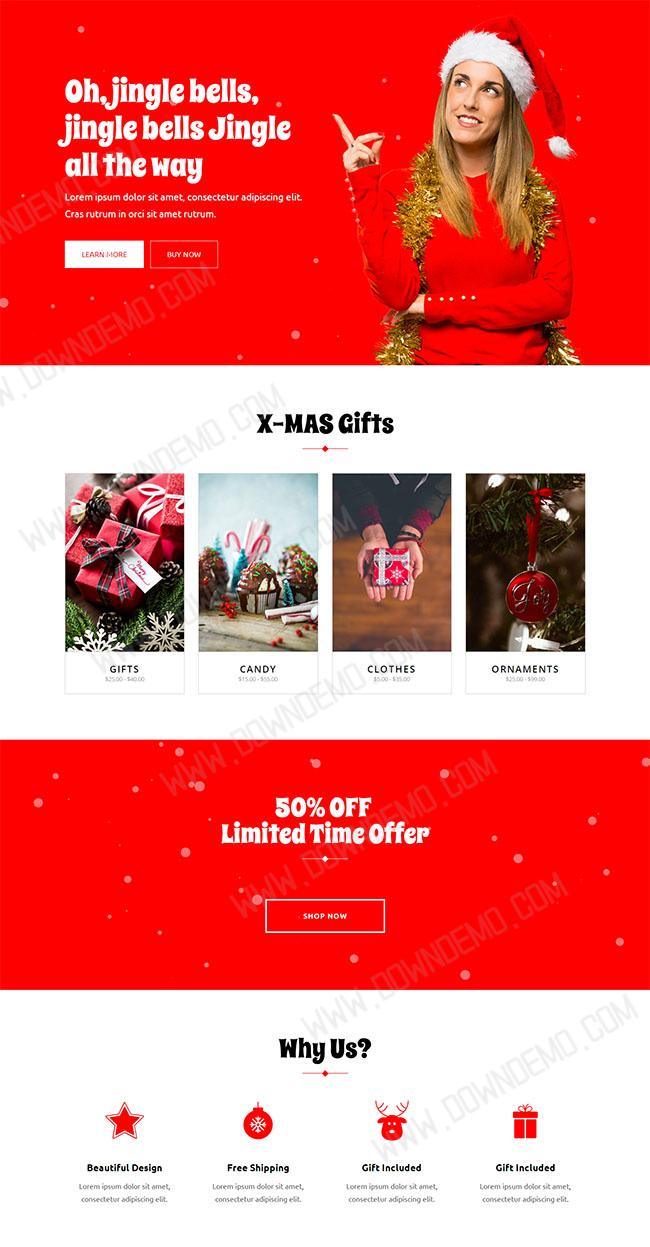 Oh, jingle bells,
jingle bells Jingle
all the way
Lorem ipsum dolor sit amet, consectetur adipiscing elit.
Cras rutrum in orci sit amet rutrum.
LEARN MORE
BUY NOW
X-MAS Gifts
Joy
GIFTS
$25.00 - $40.00
CANDY
$15.00 - $55.00
CLOTHES
$5.00 - $35.00
ORNAMENTS
$25.00 - $99.00
50% OFF
Limited Time Offer
SHOP NOW
Why Us?
Beautiful Design
Lorem ipsum dolor sit amet,
consectetur adipiscing elit.
Free Shipping
Lorem ipsum dolor sit amet,
consectetur adipiscing elit.
Gift Included
Lorem ipsum dolor sit amet,
consectetur adipiscing elit.
Gift Included
Lorem ipsum dolor sit amet,
consectetur adipiscing elit.
WWW.DOWNDEMO.COM